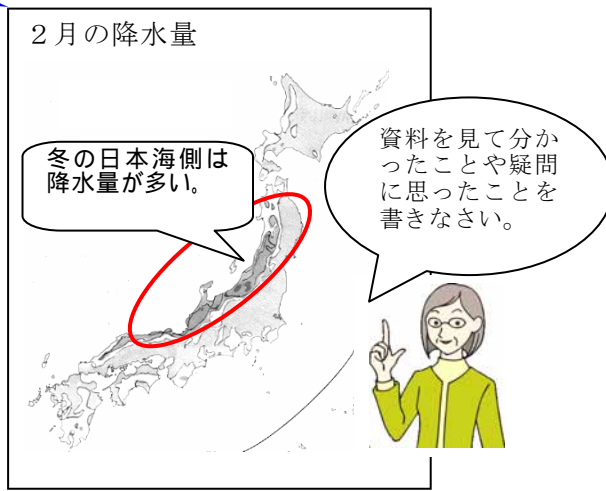 ２月の降水量
冬の日本海側は
降水量が多い。
資料を見て分か
ったことや疑問
に思ったことを
書きなさい。